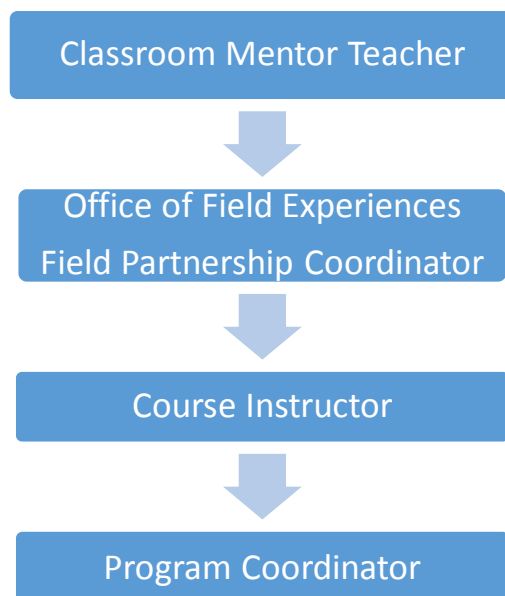 Classroom Mentor Teacher
Office of Field Experiences
Field Partnership Coordinator
Course Instructor
Program Coordinator